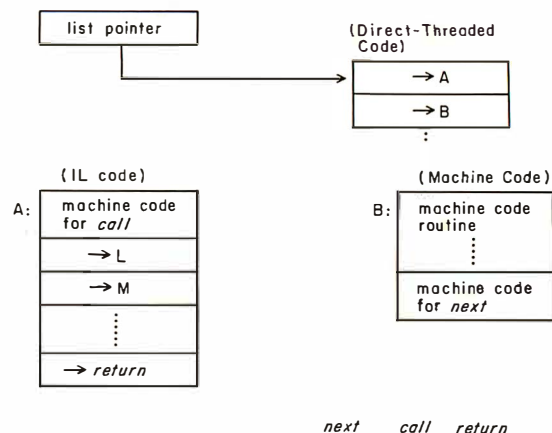 list pointer
(Direct-Threaded
Code)
→ A
→ B
(IL code)
A:
machine code
for call
→ L
→ M
→ return
(Machine Code)
B:
machine code
routine
machine code
for next
next call return